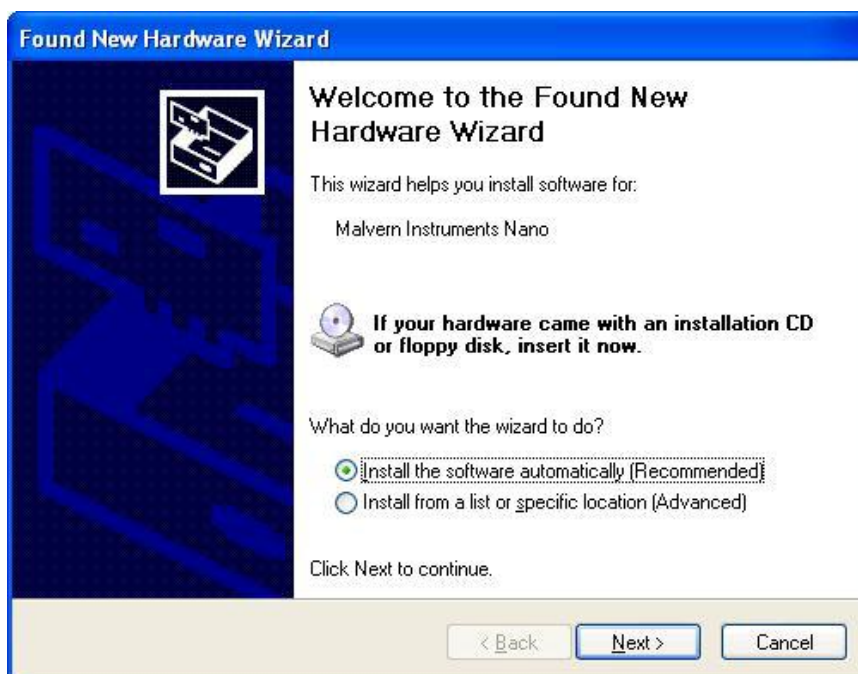 Found New Hardware Wizard
Welcome to the Found New
Hardware Wizard
This wizard helps you install software for:
Malvern Instruments Nano
If your hardware came with an installation CD
or floppy disk, insert it now.
What do you want the wizard to do?
Install the software automatically (Recommended)
Install from a list or specific location (Advanced)
Click Next to continue.
< Back Next > Cancel